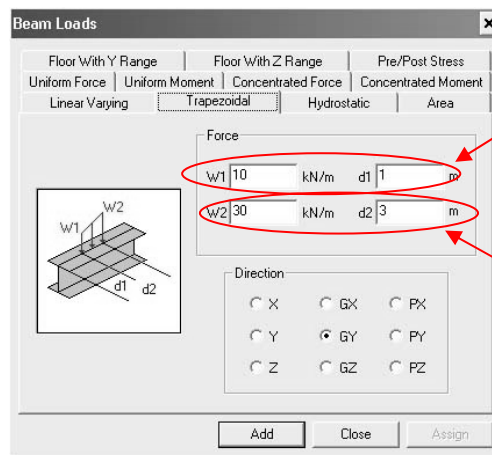 Beam Loads
Floor With Y Range Floor With Z Range Pre/Post Stress
Uniform Force Uniform Moment Concentrated Force Concentrated Moment
Linear Varying Trapezoidal Hydrostatic Area
Force
W1 10 kN/m d1 1 m
W2 30 kN/m d2 3 m
W2
W1
d1 d2
Direction
X GX PX
Y GY PY
Z GZ PZ
Add Close Assign